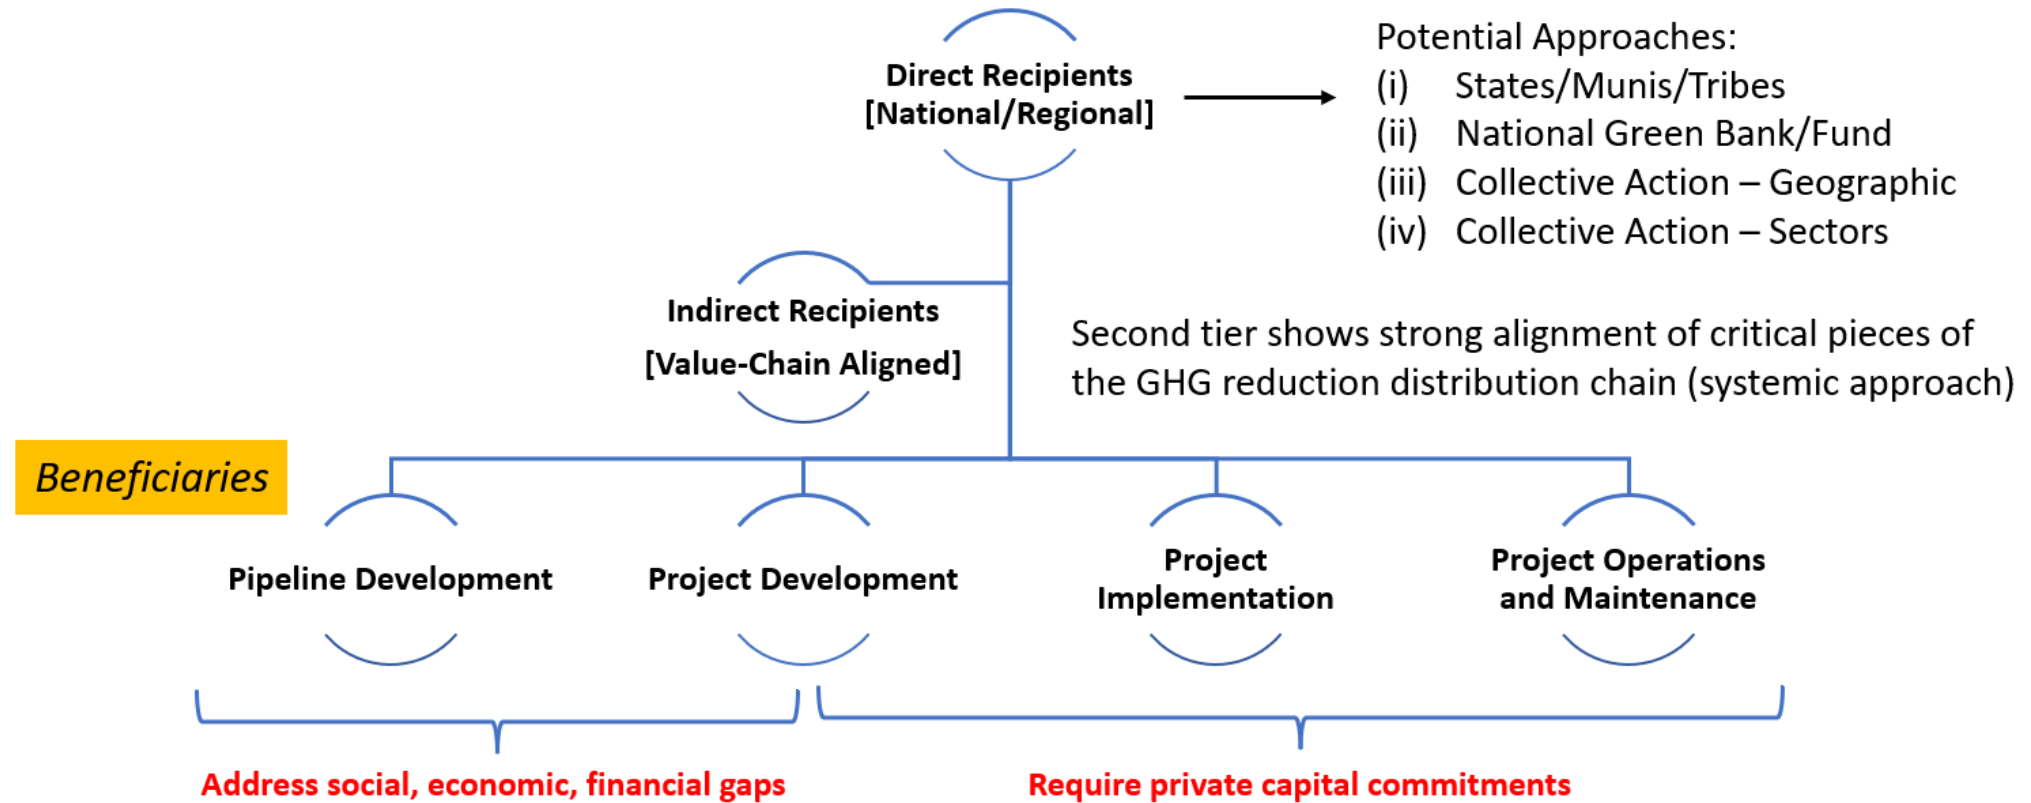 Direct Recipients
[National/Regional]
Potential Approaches:
(i) States/Munis/Tribes
(ii) National Green Bank/Fund
(iii) Collective Action – Geographic
(iv) Collective Action – Sectors
Indirect Recipients
[Value-Chain Aligned]
Second tier shows strong alignment of critical pieces of
the GHG reduction distribution chain (systemic approach)
Beneficiaries
Pipeline Development
Project Development
Project
Implementation
Project Operations
and Maintenance
Address social, economic, financial gaps
Require private capital commitments